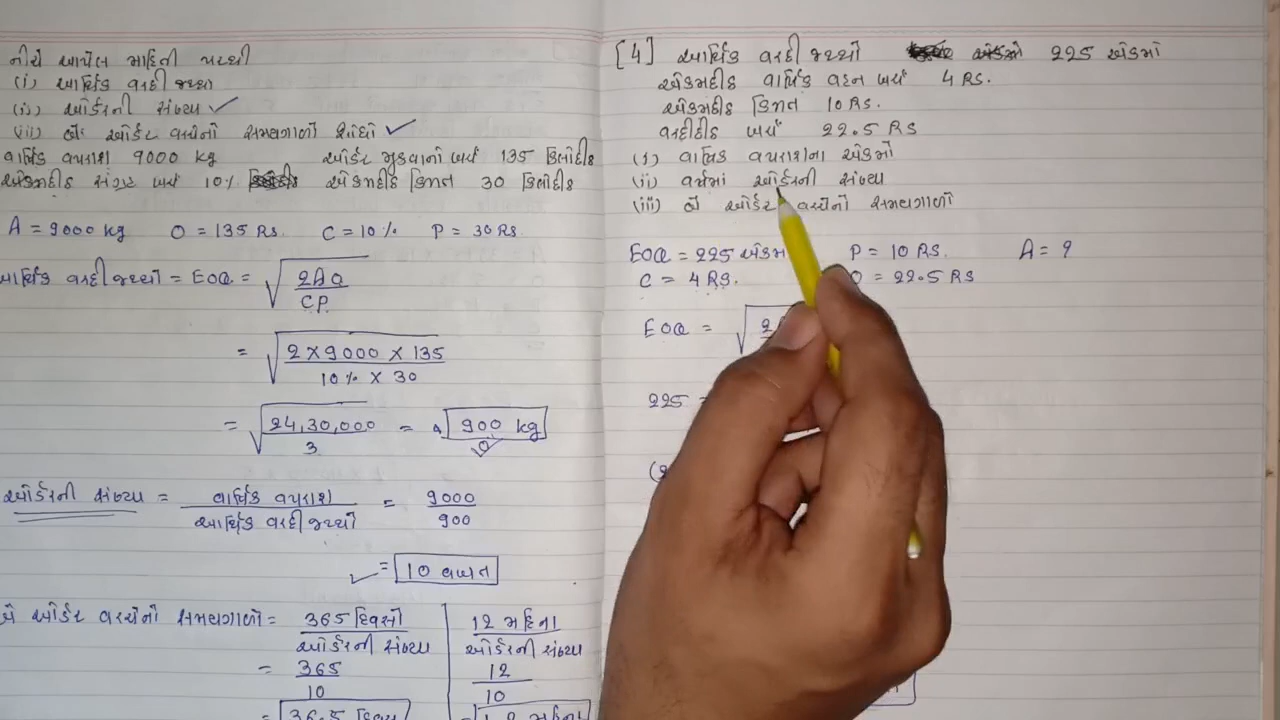 નીચે આપેલ માહિતી પરથી
(i) આર્થિક વરદી જથ્થો
(ii) ઓર્ડરની સંખ્યા ✓
(iii) બે ઓર્ડર વચ્ચેનો સમયગાળો શોધો ✓
વાર્ષિક વપરાશ 9000 kg ઓર્ડર મુકવાનો ખર્ચ 135 કિલોદીઠ
એકમદીઠ સંગ્રહ ખર્ચ 10% એકમદીઠ કિંમત 30 કિલોદીઠ
A = 9000 kg O = 135 Rs. C = 10% P = 30 Rs.
આર્થિક વરદી જથ્થો = EOQ = √(2AO / CP)
= √(2 × 9000 × 135 / 10% × 30)
= √(24,30,000 / 3) = 900 kg
ઓર્ડરની સંખ્યા = વાર્ષિક વપરાશ / આર્થિક વરદી જથ્થો = 9000 / 900
= 10 વખત
બે ઓર્ડર વચ્ચેનો સમયગાળો = 365 દિવસો / ઓર્ડરની સંખ્યા
= 365 / 10
= 36.5 દિવસ
12 મહિના / ઓર્ડરની સંખ્યા
12 / 10
= 1.2 મહિના
[4] આર્થિક વરદી જથ્થો 225 એકમો
એકમદીઠ વાર્ષિક વહન ખર્ચ 4 RS.
એકમદીઠ કિંમત 10 RS.
વરદીદીઠ ખર્ચ 22.5 RS
(i) વાર્ષિક વપરાશના એકમો
(ii) વર્ષમાં ઓર્ડરની સંખ્યા
(iii) બે ઓર્ડર વચ્ચેનો સમયગાળો
EOQ = 225 એકમો P = 10 RS. A = ?
C = 4 RS. O = 22.5 RS
EOQ = √
225 =